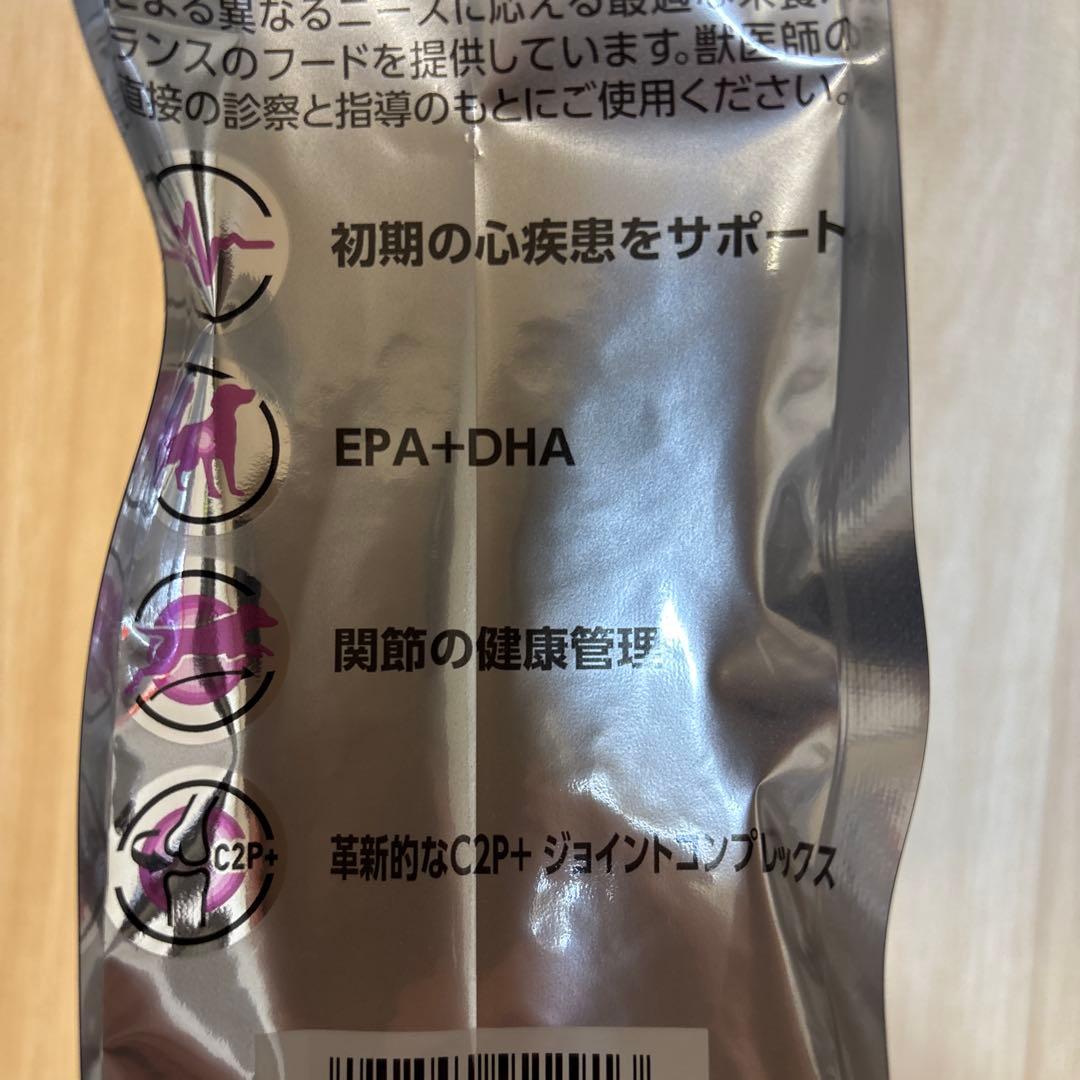 による異なるニーズに応える最適な栄養バ
ランスのフードを提供しています。獣医師の
直接の診察と指導のもとにご使用ください。
初期の心疾患をサポート
EPA+DHA
関節の健康管理
C2P+
革新的なC2P+ ジョイントコンプレックス